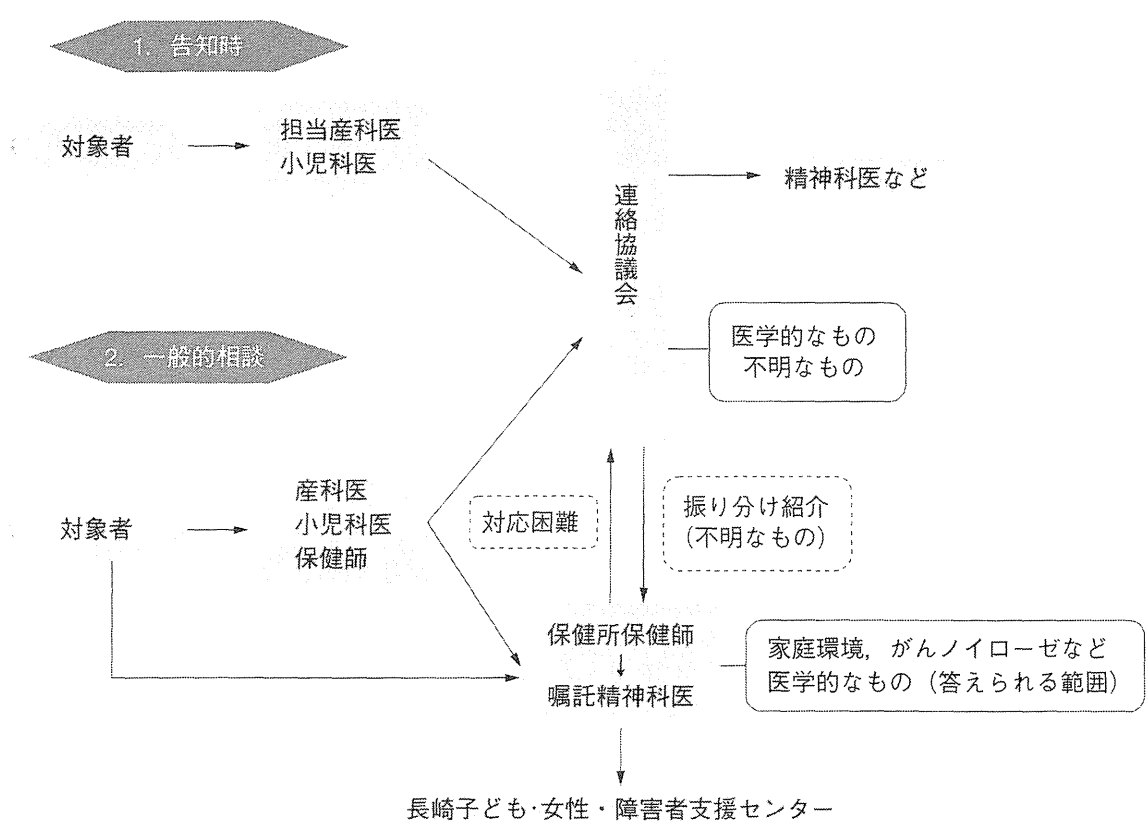 1. 告知時
対象者
担当産科医
小児科医
連絡協議会
精神科医など
医学的なもの
不明なもの
2. 一般的相談
対象者
産科医
小児科医
保健師
対応困難
振り分け紹介
(不明なもの)
保健所保健師
嘱託精神科医
家庭環境,がんノイローゼなど
医学的なもの(答えられる範囲)
長崎子ども・女性・障害者支援センター